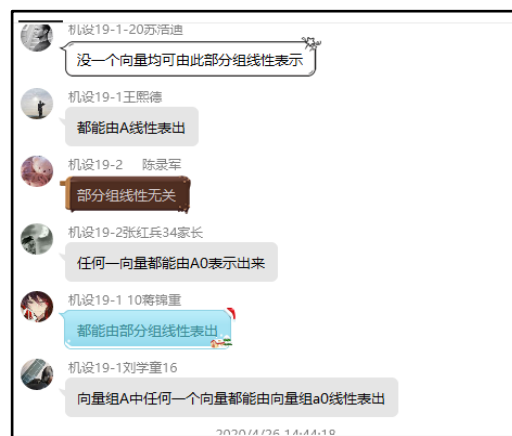 机设19-1-20苏浩迪
没一个向量均可由此部分组线性表示
机设19-1王熙德
都能由A线性表出
机设19-2 陈录军
部分组线性无关
机设19-2张红兵34家长
任何一向量都能由A0表示出来
机设19-1 10蒋锦重
都能由部分组线性表出
机设19-1刘学童16
向量组A中任何一个向量都能由向量组a0线性表出
2020/4/26 14:44:18